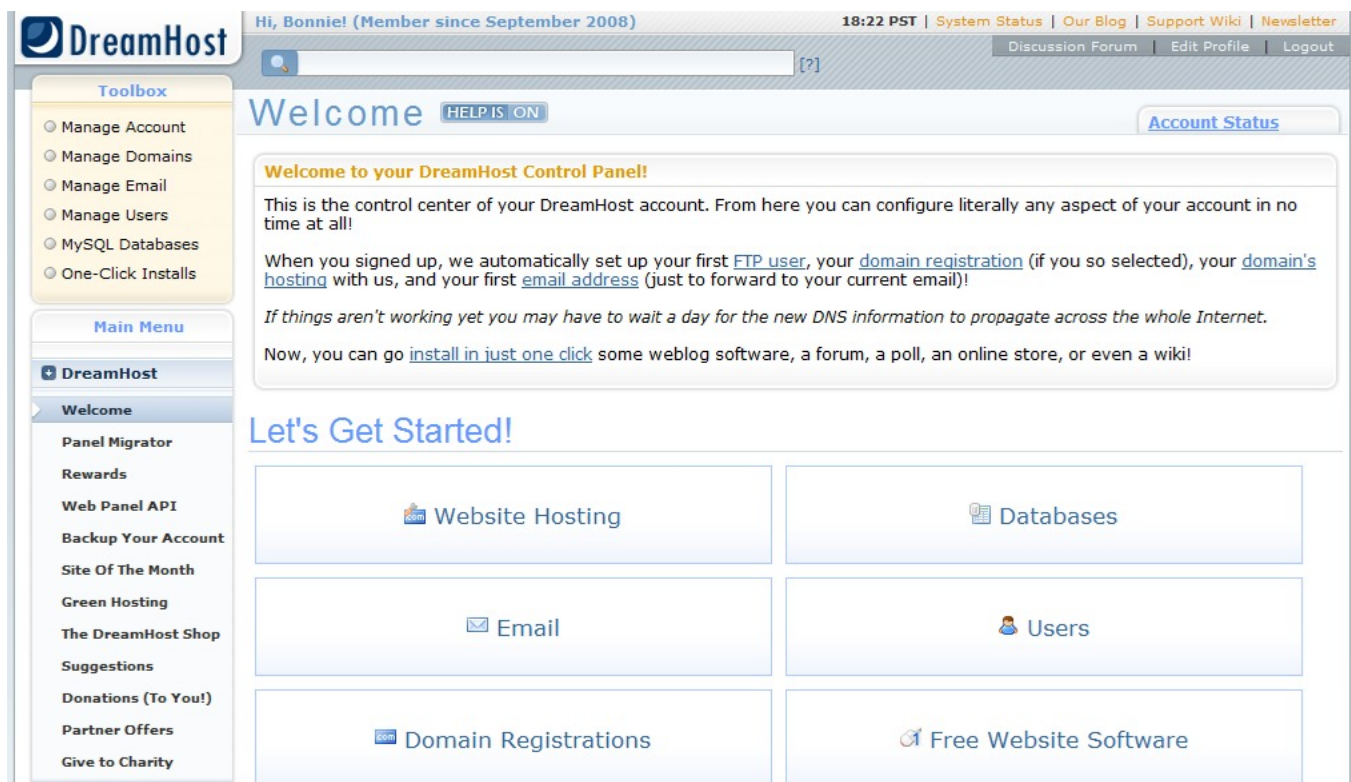 DreamHost
Hi, Bonnie! (Member since September 2008)
18:22 PST | System Status | Our Blog | Support Wiki | Newsletter
Discussion Forum | Edit Profile | Logout
[?]
Toolbox
Manage Account
Manage Domains
Manage Email
Manage Users
MySQL Databases
One-Click Installs
Main Menu
DreamHost
Welcome
Panel Migrator
Rewards
Web Panel API
Backup Your Account
Site Of The Month
Green Hosting
The DreamHost Shop
Suggestions
Donations (To You!)
Partner Offers
Give to Charity
Welcome HELP IS ON
Account Status
Welcome to your DreamHost Control Panel!
This is the control center of your DreamHost account. From here you can configure literally any aspect of your account in no
time at all!
When you signed up, we automatically set up your first FTP user, your domain registration (if you so selected), your domain's
hosting with us, and your first email address (just to forward to your current email)!
If things aren't working yet you may have to wait a day for the new DNS information to propagate across the whole Internet.
Now, you can go install in just one click some weblog software, a forum, a poll, an online store, or even a wiki!
Let's Get Started!
com Website Hosting
Databases
Email
Users
com Domain Registrations
Free Website Software